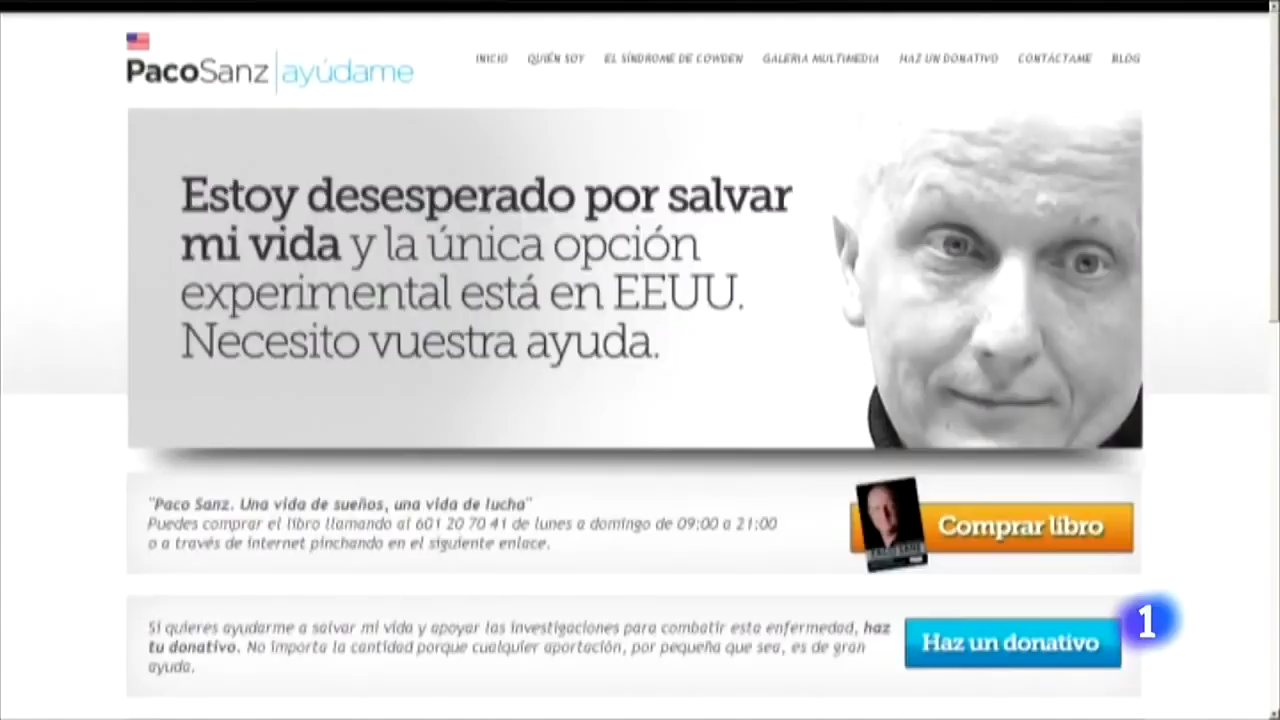 PacoSanz ayúdame
INICIO QUIÉN SOY EL SÍNDROME DE COWDEN GALERIA MULTIMEDIA HAZ UN DONATIVO CONTÁCTAME BLOG
Estoy desesperado por salvar
mi vida y la única opción
experimental está en EEUU.
Necesito vuestra ayuda.
"Paco Sanz. Una vida de sueños, una vida de lucha"
Puedes comprar el libro llamando al 601 20 70 41 de lunes a domingo de 09:00 a 21:00
o a través de internet pinchando en el siguiente enlace.
PACO SANZ
Comprar libro
Si quieres ayudarme a salvar mi vida y apoyar las investigaciones para combatir esta enfermedad, haz
tu donativo. No importa la cantidad porque cualquier aportación, por pequeña que sea, es de gran
ayuda.
Haz un donativo
1